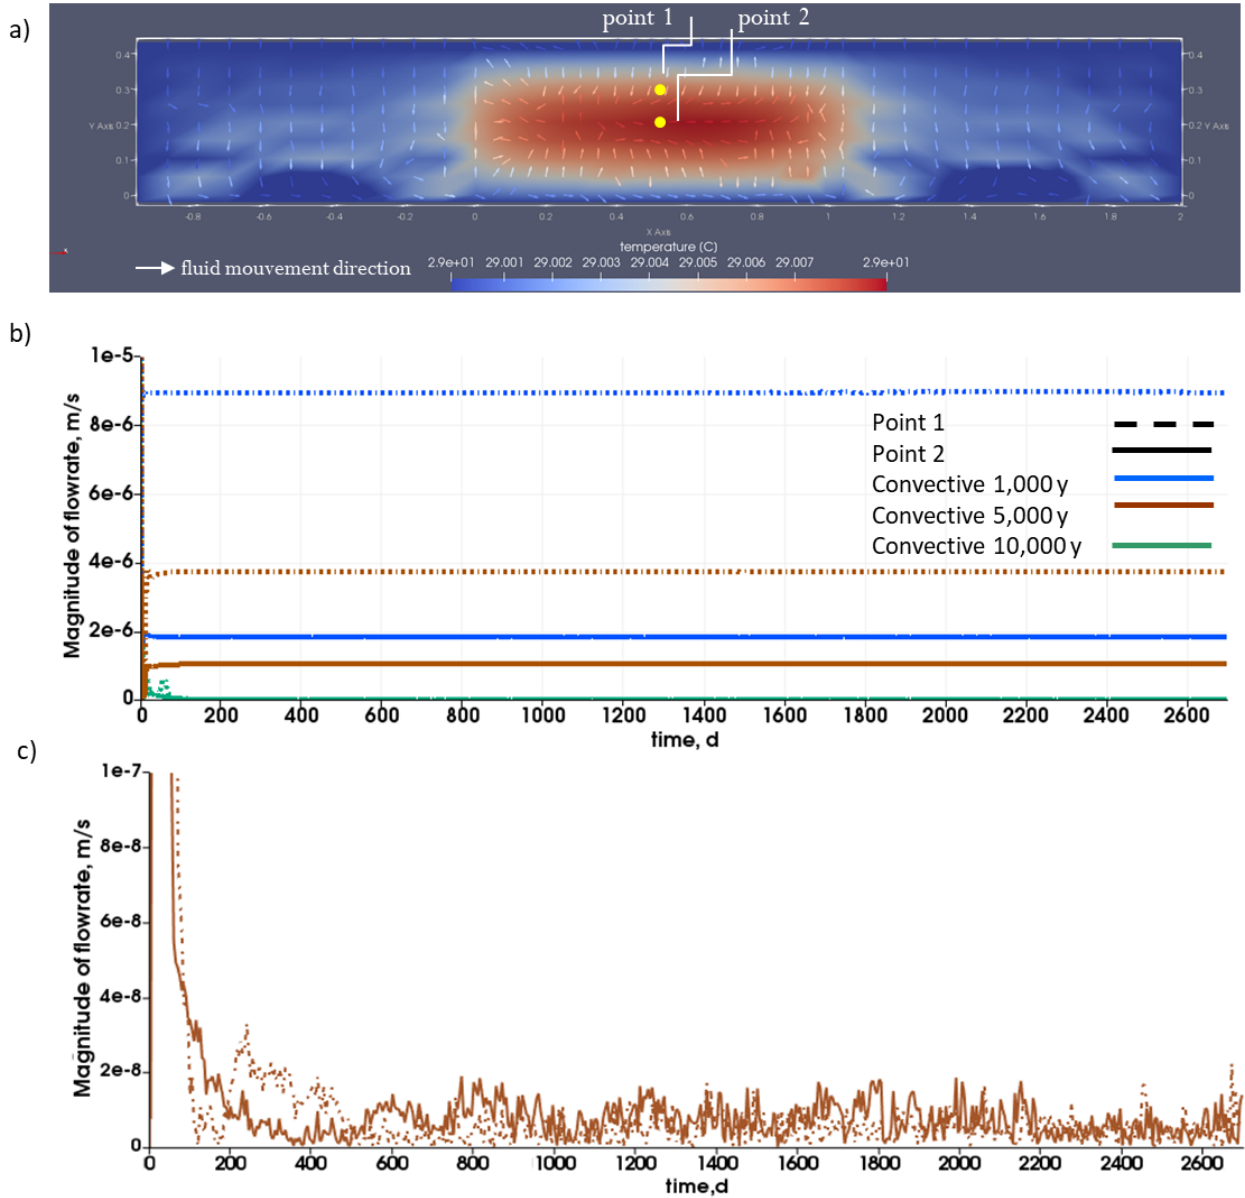 a)
point 1 point 2
0.4 0.4
0.3 0.3
Y Axis 0.2 0.2 Y Axis
0.1 0.1
0 0
-0.8 -0.6 -0.4 -0.2 0 0.2 0.4 0.6 0.8 1 1.2 1.4 1.6 1.8 2
X Axis
temperature (C)
fluid mouvement direction
2.9e+01 29.001 29.002 29.003 29.004 29.005 29.006 29.007 2.9e+01
b)
Magnitude of flowrate, m/s
1e-5
8e-6
6e-6
4e-6
2e-6
0
Point 1
Point 2
Convective 1,000 y
Convective 5,000 y
Convective 10,000 y
0 200 400 600 800 1000 1200 1400 1600 1800 2000 2200 2400 2600
time, d
c)
Magnitude of flowrate, m/s
1e-7
8e-8
6e-8
4e-8
2e-8
0
0 200 400 600 800 1000 1200 1400 1600 1800 2000 2200 2400 2600
time,d